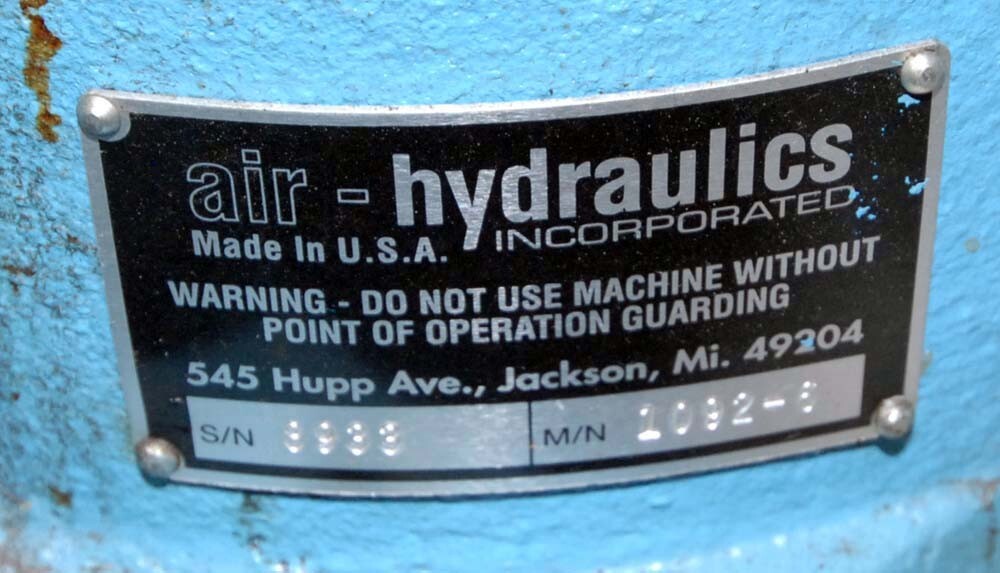 air - hydraulics
INCORPORATED
Made In U.S.A.
WARNING - DO NOT USE MACHINE WITHOUT
POINT OF OPERATION GUARDING
545 Hupp Ave., Jackson, Mi. 49204
S/N
M/N